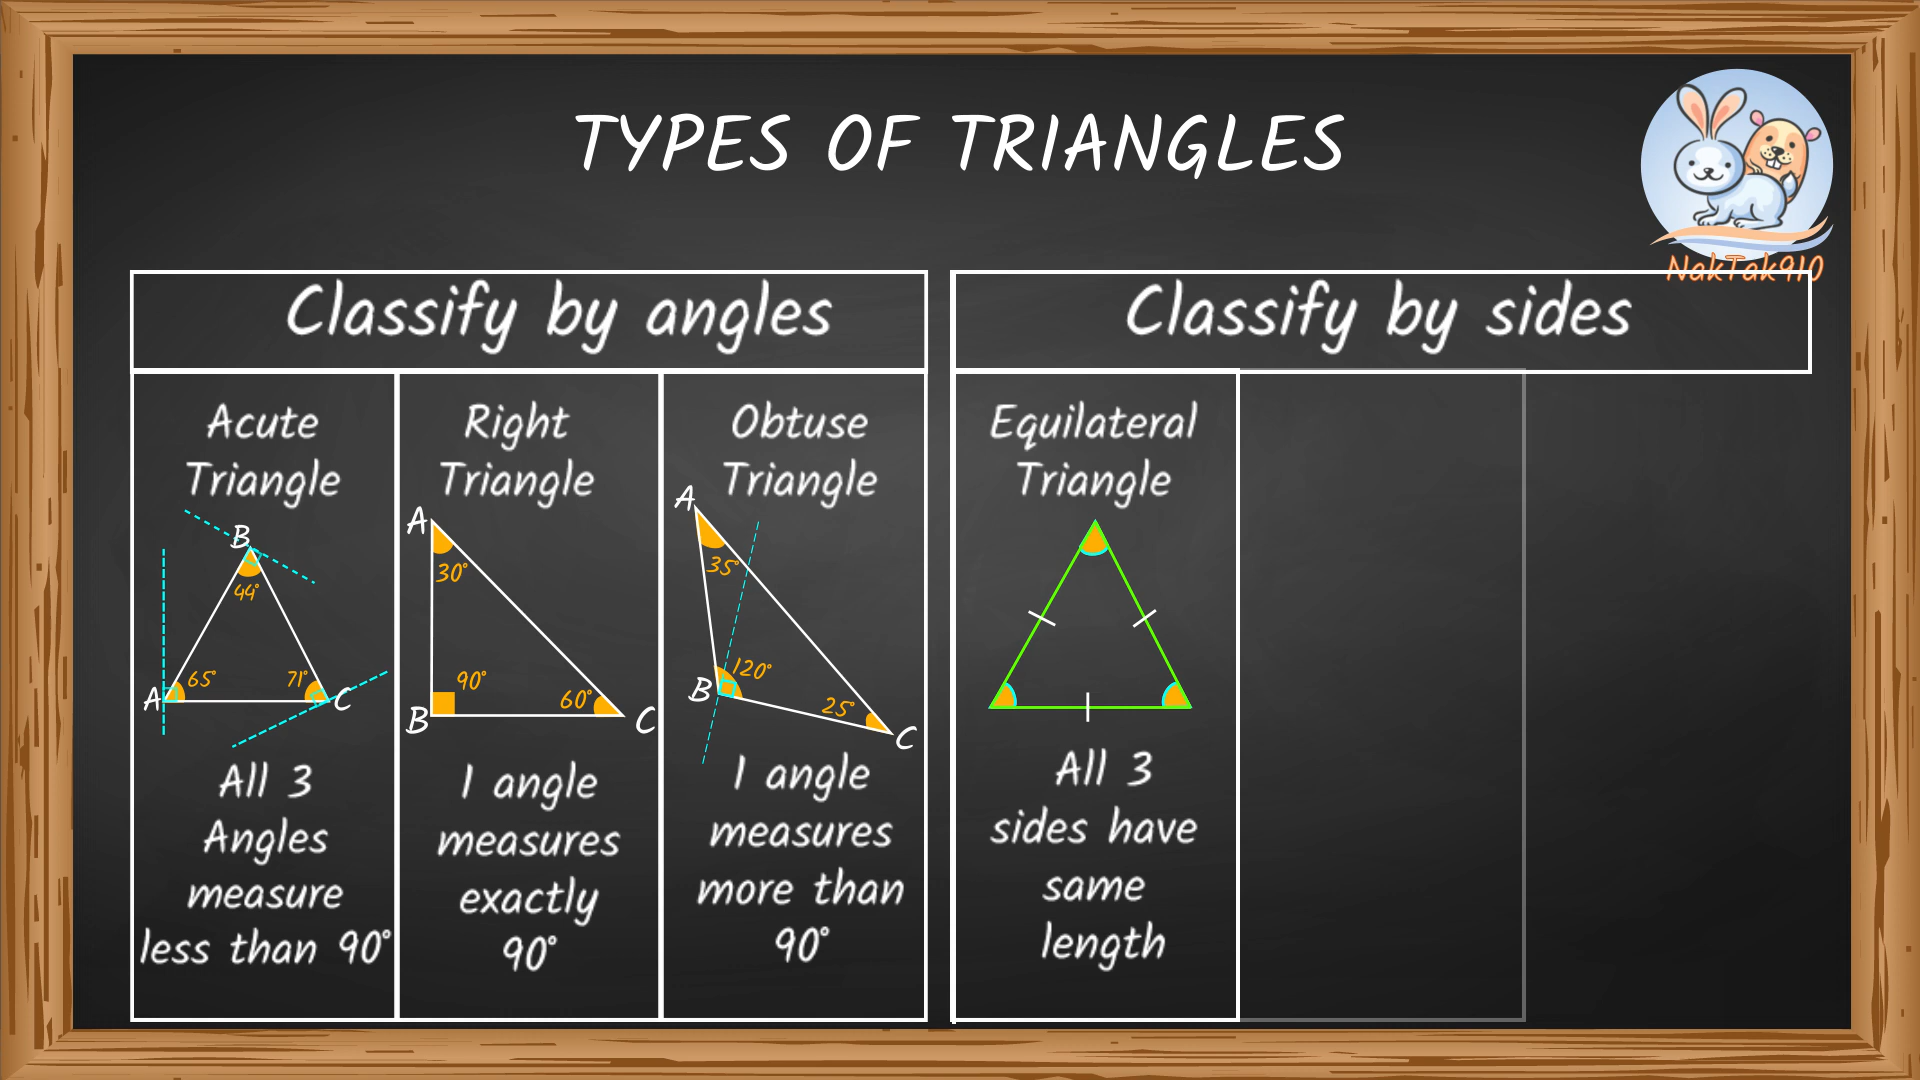 TYPES OF TRIANGLES
NakTak910
Classify by angles
Classify by sides
Acute
Triangle
B
44°
A
65°
71°
C
All 3
Angles
measure
less than 90°
Right
Triangle
A
30°
90°
60°
B
C
1 angle
measures
exactly
90°
Obtuse
Triangle
A
35°
120°
B
25°
C
1 angle
measures
more than
90°
Equilateral
Triangle
All 3
sides have
same
length